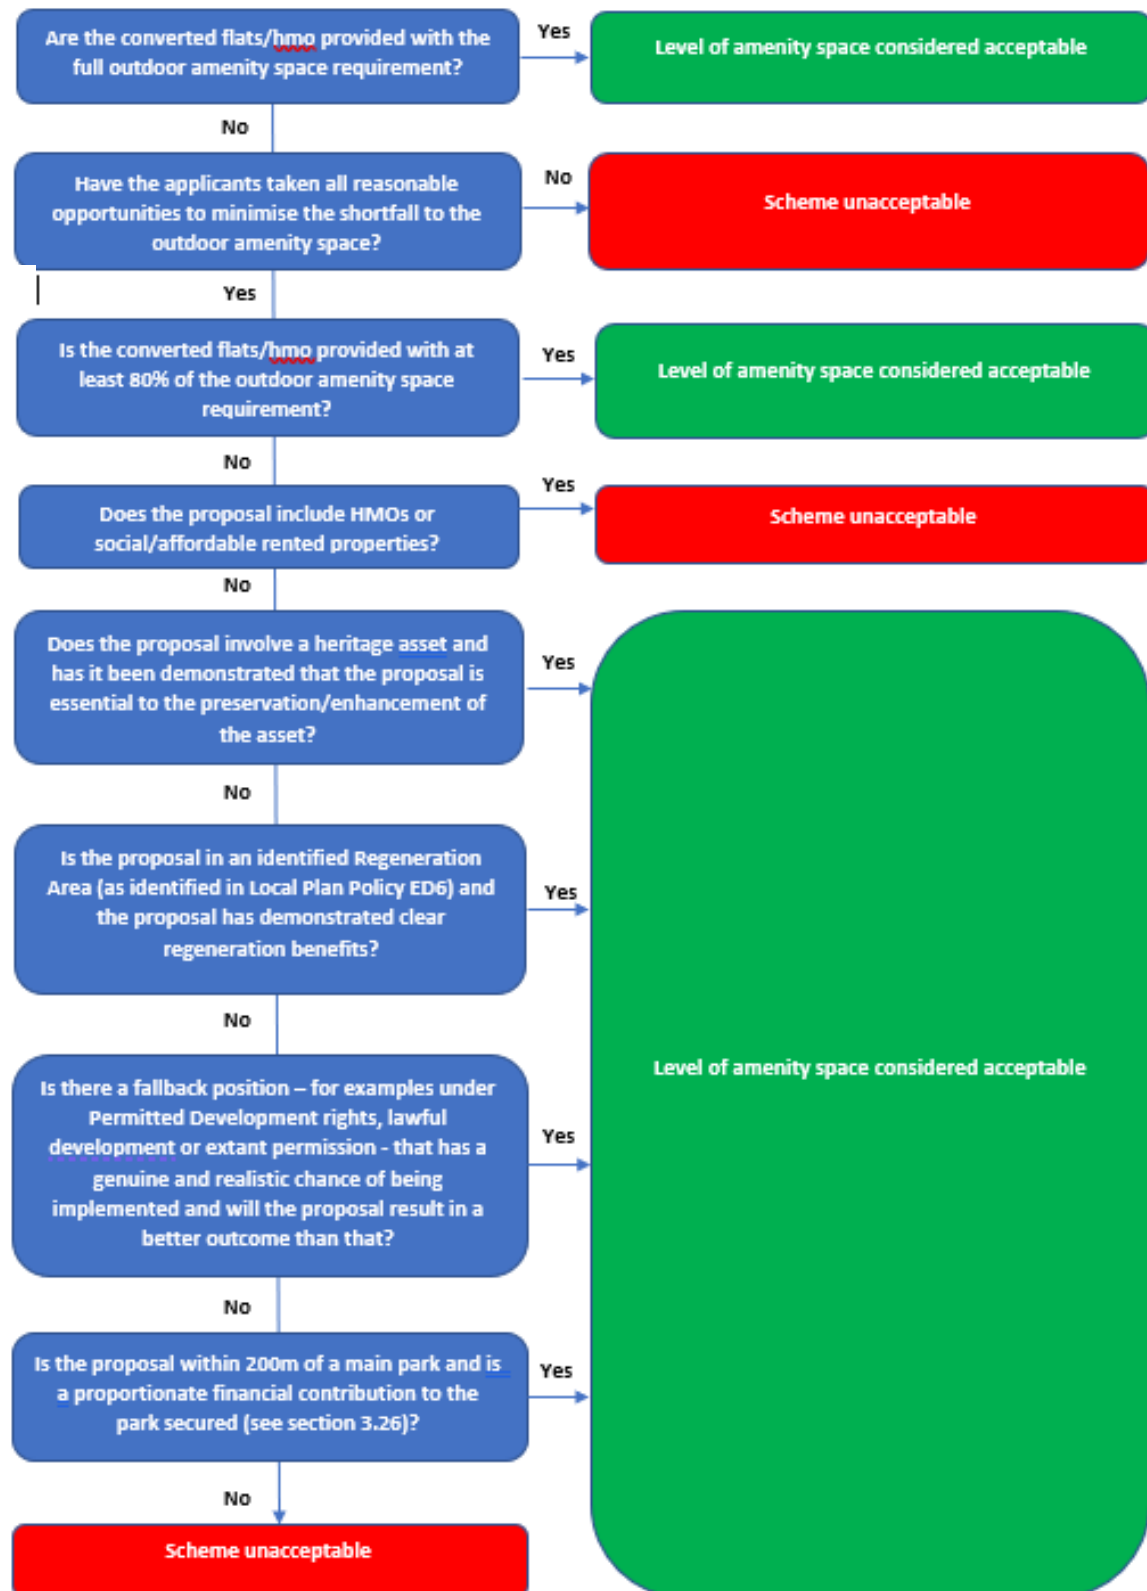 Are the converted flats/hmo provided with the
full outdoor amenity space requirement?
Yes
Level of amenity space considered acceptable
No
Have the applicants taken all reasonable
opportunities to minimise the shortfall to the
outdoor amenity space?
No
Scheme unacceptable
Yes
Is the converted flats/hmo provided with at
least 80% of the outdoor amenity space
requirement?
Yes
Level of amenity space considered acceptable
No
Does the proposal include HMOs or
social/affordable rented properties?
Yes
Scheme unacceptable
No
Does the proposal involve a heritage asset and
has it been demonstrated that the proposal is
essential to the preservation/enhancement of
the asset?
Yes
No
Is the proposal in an identified Regeneration
Area (as identified in Local Plan Policy ED6) and
the proposal has demonstrated clear
regeneration benefits?
Yes
No
Is there a fallback position – for examples under
Permitted Development rights, lawful
development or extant permission - that has a
genuine and realistic chance of being
implemented and will the proposal result in a
better outcome than that?
Yes
Level of amenity space considered acceptable
No
Is the proposal within 200m of a main park and is
a proportionate financial contribution to the
park secured (see section 3.26)?
Yes
No
Scheme unacceptable